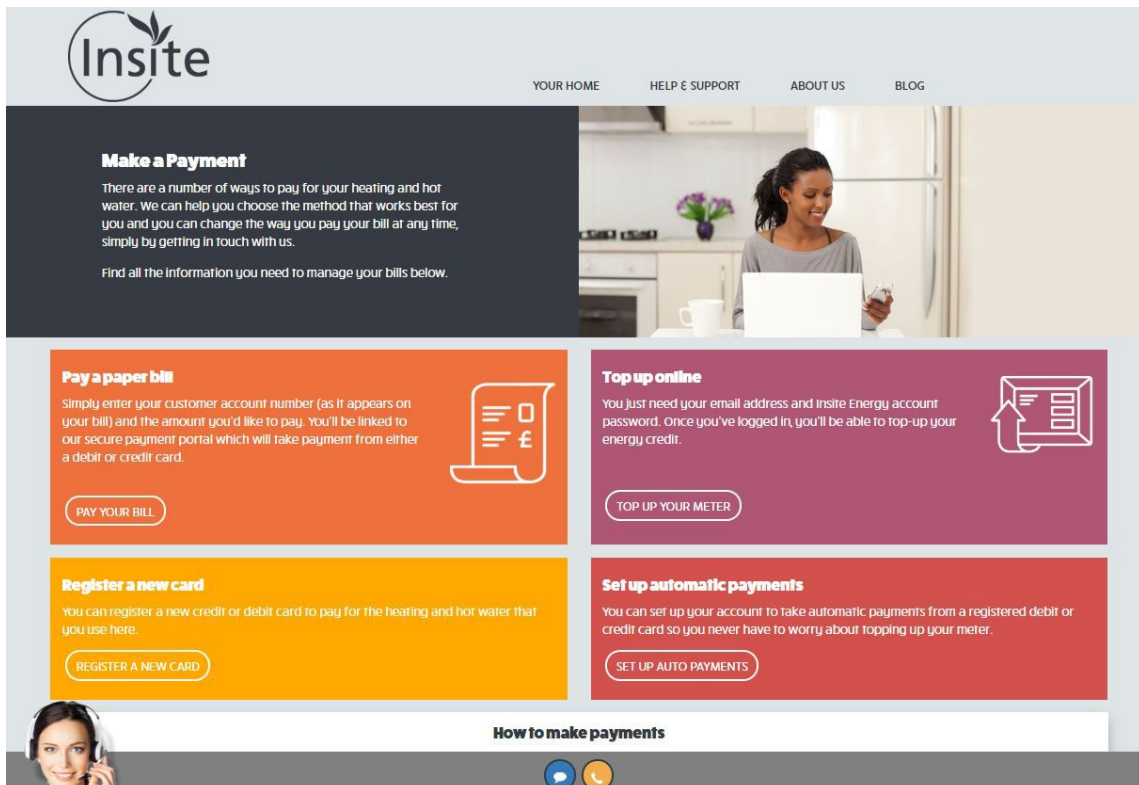 Insite
YOUR HOME HELP & SUPPORT ABOUT US BLOG
Make a Payment
There are a number of ways to pay for your heating and hot
water. We can help you choose the method that works best for
you and you can change the way you pay your bill at any time,
simply by getting in touch with us.
Find all the information you need to manage your bills below.
Pay a paper bill
Simply enter your customer account number (as it appears on
your bill) and the amount you'd like to pay. You'll be linked to
our secure payment portal which will take payment from either
a debit or credit card.
£
PAY YOUR BILL
Top up online
You just need your email address and Insite Energy account
password. Once you've logged in, you'll be able to top-up your
energy credit.
TOP UP YOUR METER
Register a new card
You can register a new credit or debit card to pay for the heating and hot water that
you use here.
REGISTER A NEW CARD
Set up automatic payments
You can set up your account to take automatic payments from a registered debit or
credit card so you never have to worry about topping up your meter.
SET UP AUTO PAYMENTS
How to make payments